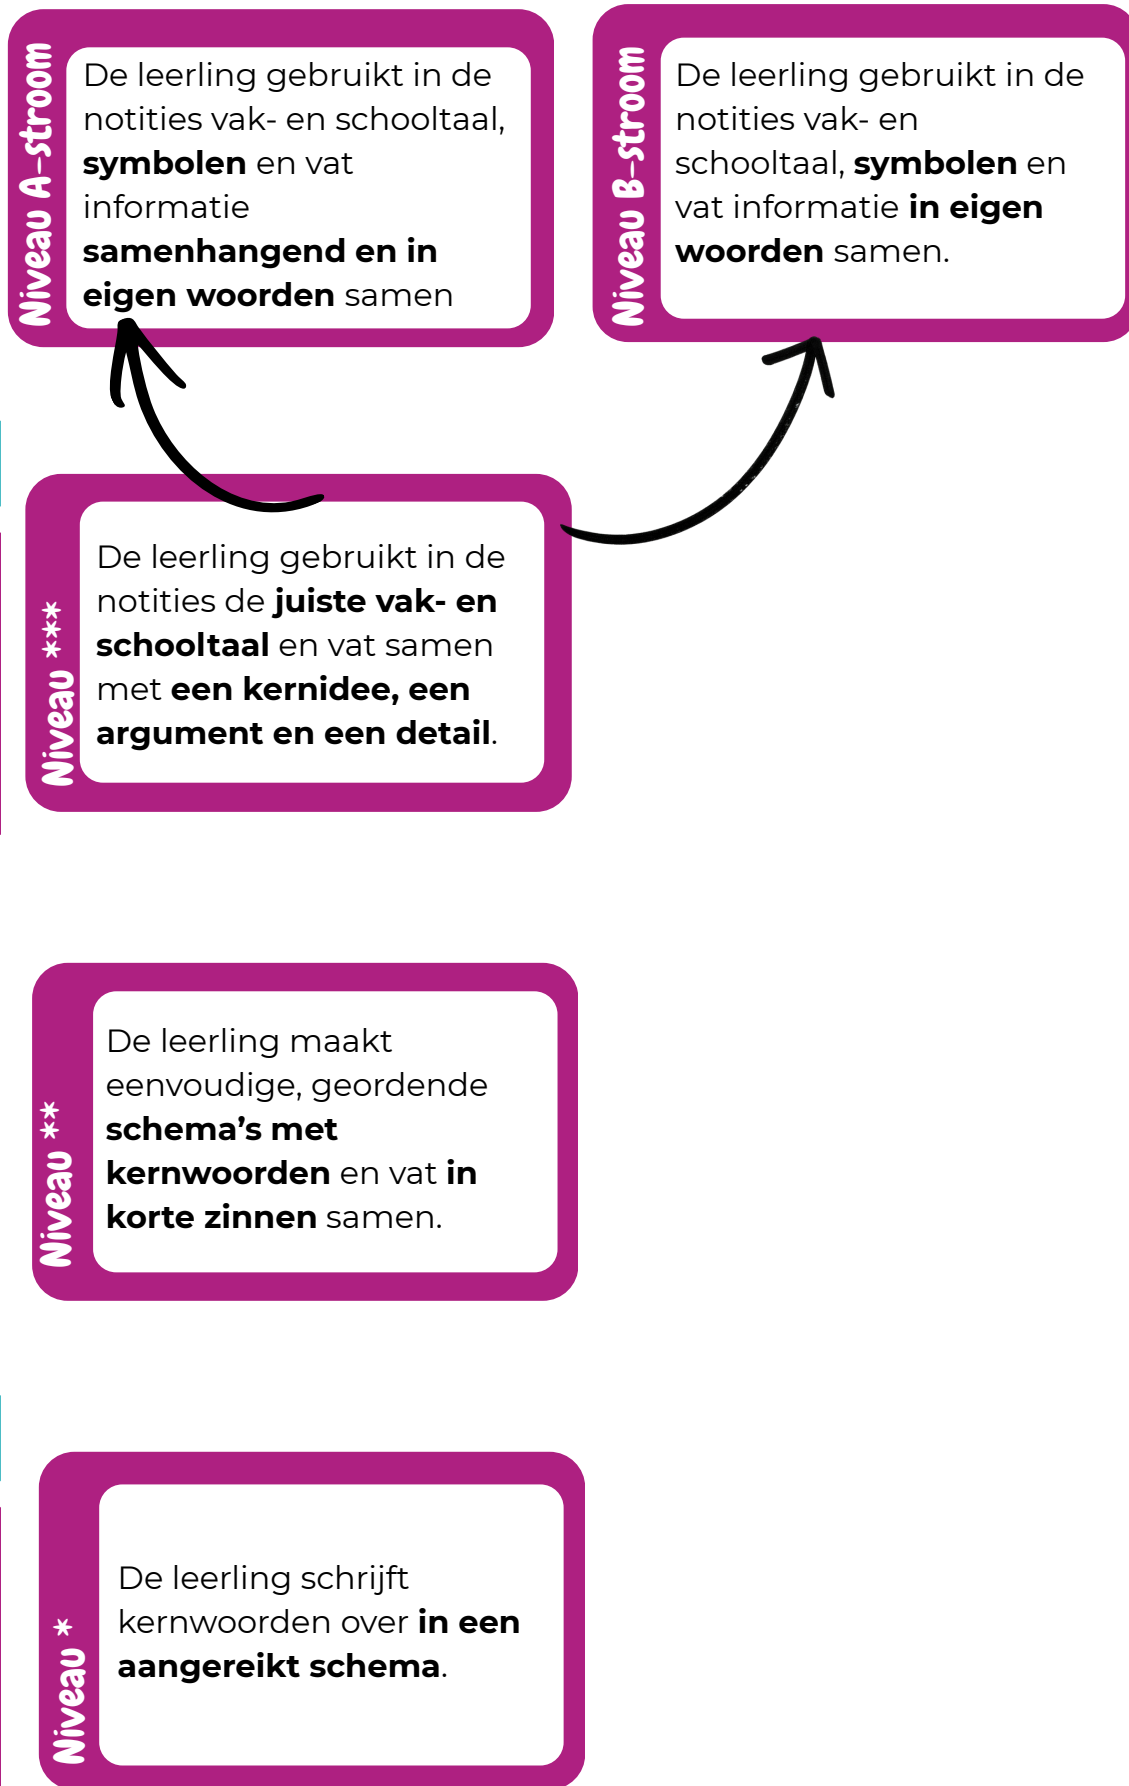 Niveau A-stroom
De leerling gebruikt in de
notities vak- en schooltaal,
symbolen en vat
informatie
samenhangend en in
eigen woorden samen
Niveau B-stroom
De leerling gebruikt in de
notities vak- en
schooltaal, symbolen en
vat informatie in eigen
woorden samen.
Niveau ***
De leerling gebruikt in de
notities de juiste vak- en
schooltaal en vat samen
met een kernidee, een
argument en een detail.
Niveau **
De leerling maakt
eenvoudige, geordende
schema's met
kernwoorden en vat in
korte zinnen samen.
Niveau *
De leerling schrijft
kernwoorden over in een
aangereikt schema.